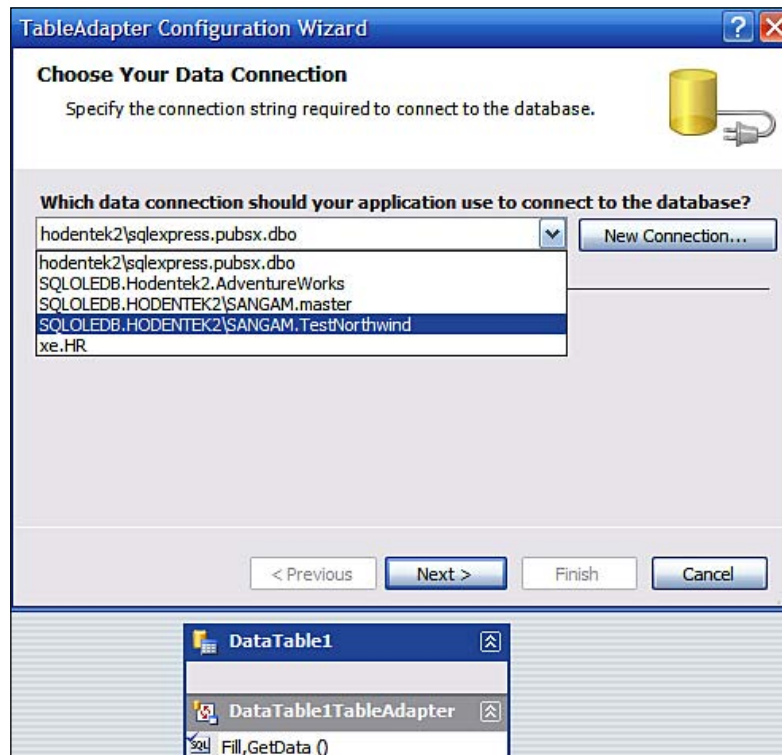 TableAdapter Configuration Wizard
Choose Your Data Connection
Specify the connection string required to connect to the database.
Which data connection should your application use to connect to the database?
hodentek2\sqlexpress.pubsx.dbo
New Connection...
hodentek2\sqlexpress.pubsx.dbo
SQLOLEDB.Hodentek2.AdventureWorks
SQLOLEDB.HODENTEK2\SANGAM.master
SQLOLEDB.HODENTEK2\SANGAM.TestNorthwind
xe.HR
< Previous Next > Finish Cancel
DataTable1
DataTable1TableAdapter
SQL Fill,GetData ()